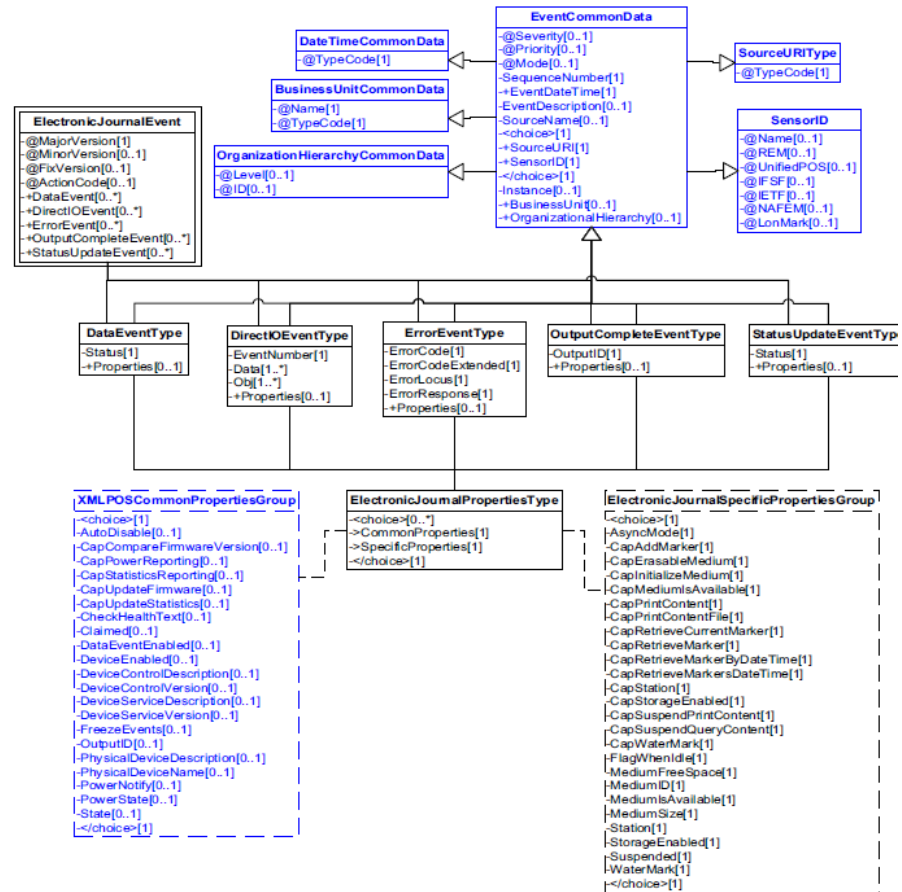 EventCommonData
-@Severity[0..1]
-@Priority[0..1]
-@Mode[0..1]
-SequenceNumber[1]
-+EventDateTime[1]
-EventDescription[0..1]
-SourceName[0..1]
-<choice>[1]
-+SourceURI[1]
-+SensorID[1]
-</choice>[1]
-Instance[0..1]
-+BusinessUnit[0..1]
-+OrganizationalHierarchy[0..1]
DateTimeCommonData
-@TypeCode[1]
BusinessUnitCommonData
-@Name[1]
-@TypeCode[1]
OrganizationHierarchyCommonData
-@Level[0..1]
-@ID[0..1]
SourceURIType
-@TypeCode[1]
SensorID
-@Name[0..1]
-@REM[0..1]
-@UnifiedPOS[0..1]
-@IFSF[0..1]
-@IETF[0..1]
-@NAFEM[0..1]
-@LonMark[0..1]
ElectronicJournalEvent
-@MajorVersion[1]
-@MinorVersion[0..1]
-@FixVersion[0..1]
-@ActionCode[0..1]
-+DataEvent[0..*]
-+DirectIOEvent[0..*]
-+ErrorEvent[0..*]
-+OutputCompleteEvent[0..*]
-+StatusUpdateEvent[0..*]
DataEventType
-Status[1]
-+Properties[0..1]
DirectIOEventType
-EventNumber[1]
-Data[1..*]
-Obj[1..*]
-+Properties[0..1]
ErrorEventType
-ErrorCode[1]
-ErrorCodeExtended[1]
-ErrorLocus[1]
-ErrorResponse[1]
-+Properties[0..1]
OutputCompleteEventType
-OutputID[1]
-+Properties[0..1]
StatusUpdateEventType
-Status[1]
-+Properties[0..1]
XMLPOSCommonPropertiesGroup
-<choice>[1]
-AutoDisable[0..1]
-CapCompareFirmwareVersion[0..1]
-CapPowerReporting[0..1]
-CapStatisticsReporting[0..1]
-CapUpdateFirmware[0..1]
-CapUpdateStatistics[0..1]
-CheckHealthText[0..1]
-Claimed[0..1]
-DataEventEnabled[0..1]
-DeviceEnabled[0..1]
-DeviceControlDescription[0..1]
-DeviceControlVersion[0..1]
-DeviceServiceDescription[0..1]
-DeviceServiceVersion[0..1]
-FreezeEvents[0..1]
-OutputID[0..1]
-PhysicalDeviceDescription[0..1]
-PhysicalDeviceName[0..1]
-PowerNotify[0..1]
-PowerState[0..1]
-State[0..1]
-</choice>[1]
ElectronicJournalPropertiesType
-<choice>[0..*]
->CommonProperties[1]
->SpecificProperties[1]
-</choice>[1]
ElectronicJournalSpecificPropertiesGroup
-<choice>[1]
-AsyncMode[1]
-CapAddMarker[1]
-CapErasableMedium[1]
-CapInitializeMedium[1]
-CapMediumIsAvailable[1]
-CapPrintContent[1]
-CapPrintContentFile[1]
-CapRetrieveCurrentMarker[1]
-CapRetrieveMarker[1]
-CapRetrieveMarkerByDateTime[1]
-CapRetrieveMarkersDateTime[1]
-CapStation[1]
-CapStorageEnabled[1]
-CapSuspendPrintContent[1]
-CapSuspendQueryContent[1]
-CapWaterMark[1]
-FlagWhenIdle[1]
-MediumFreeSpace[1]
-MediumID[1]
-MediumIsAvailable[1]
-MediumSize[1]
-Station[1]
-StorageEnabled[1]
-Suspended[1]
-WaterMark[1]
-</choice>[1]